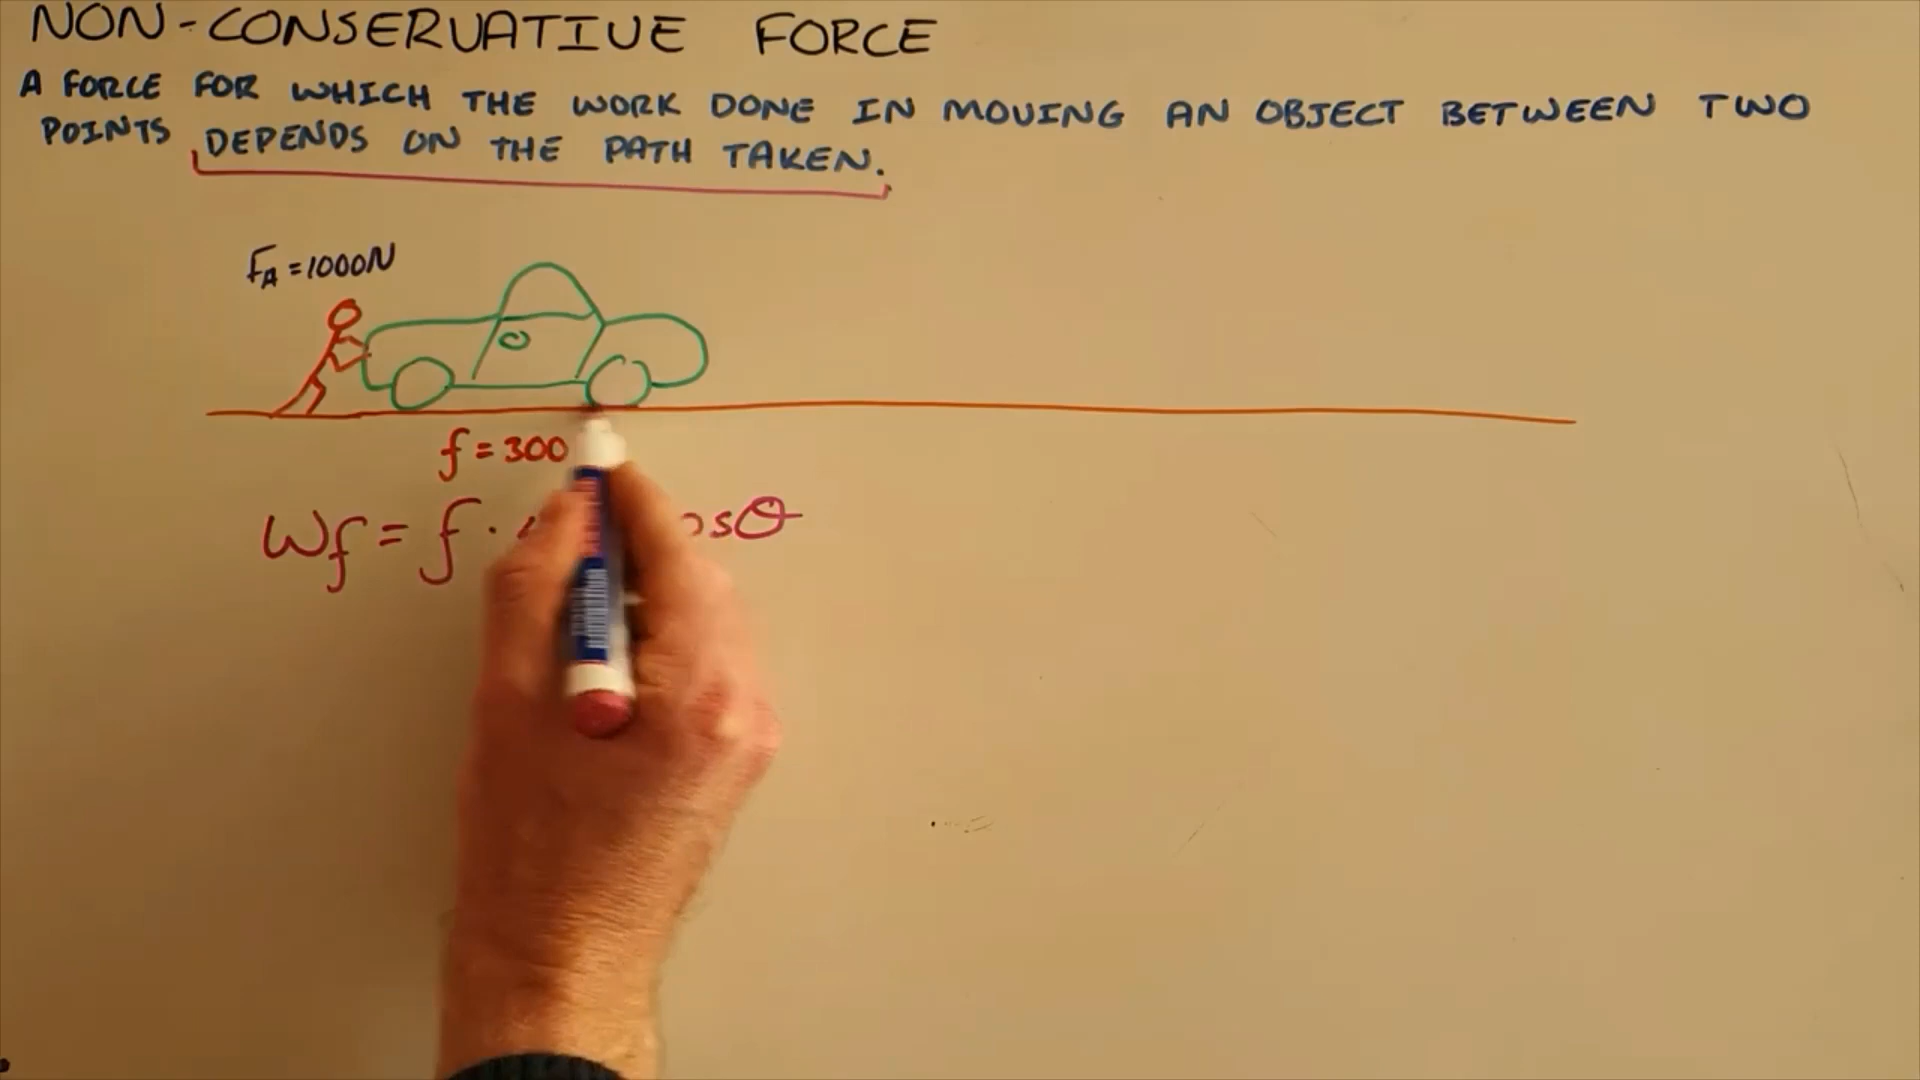 NON-CONSERVATIVE FORCE
A FORCE FOR WHICH THE WORK DONE IN MOVING AN OBJECT BETWEEN TWO
POINTS DEPENDS ON THE PATH TAKEN.
FA = 1000N
f = 300
Wf = f · osθ